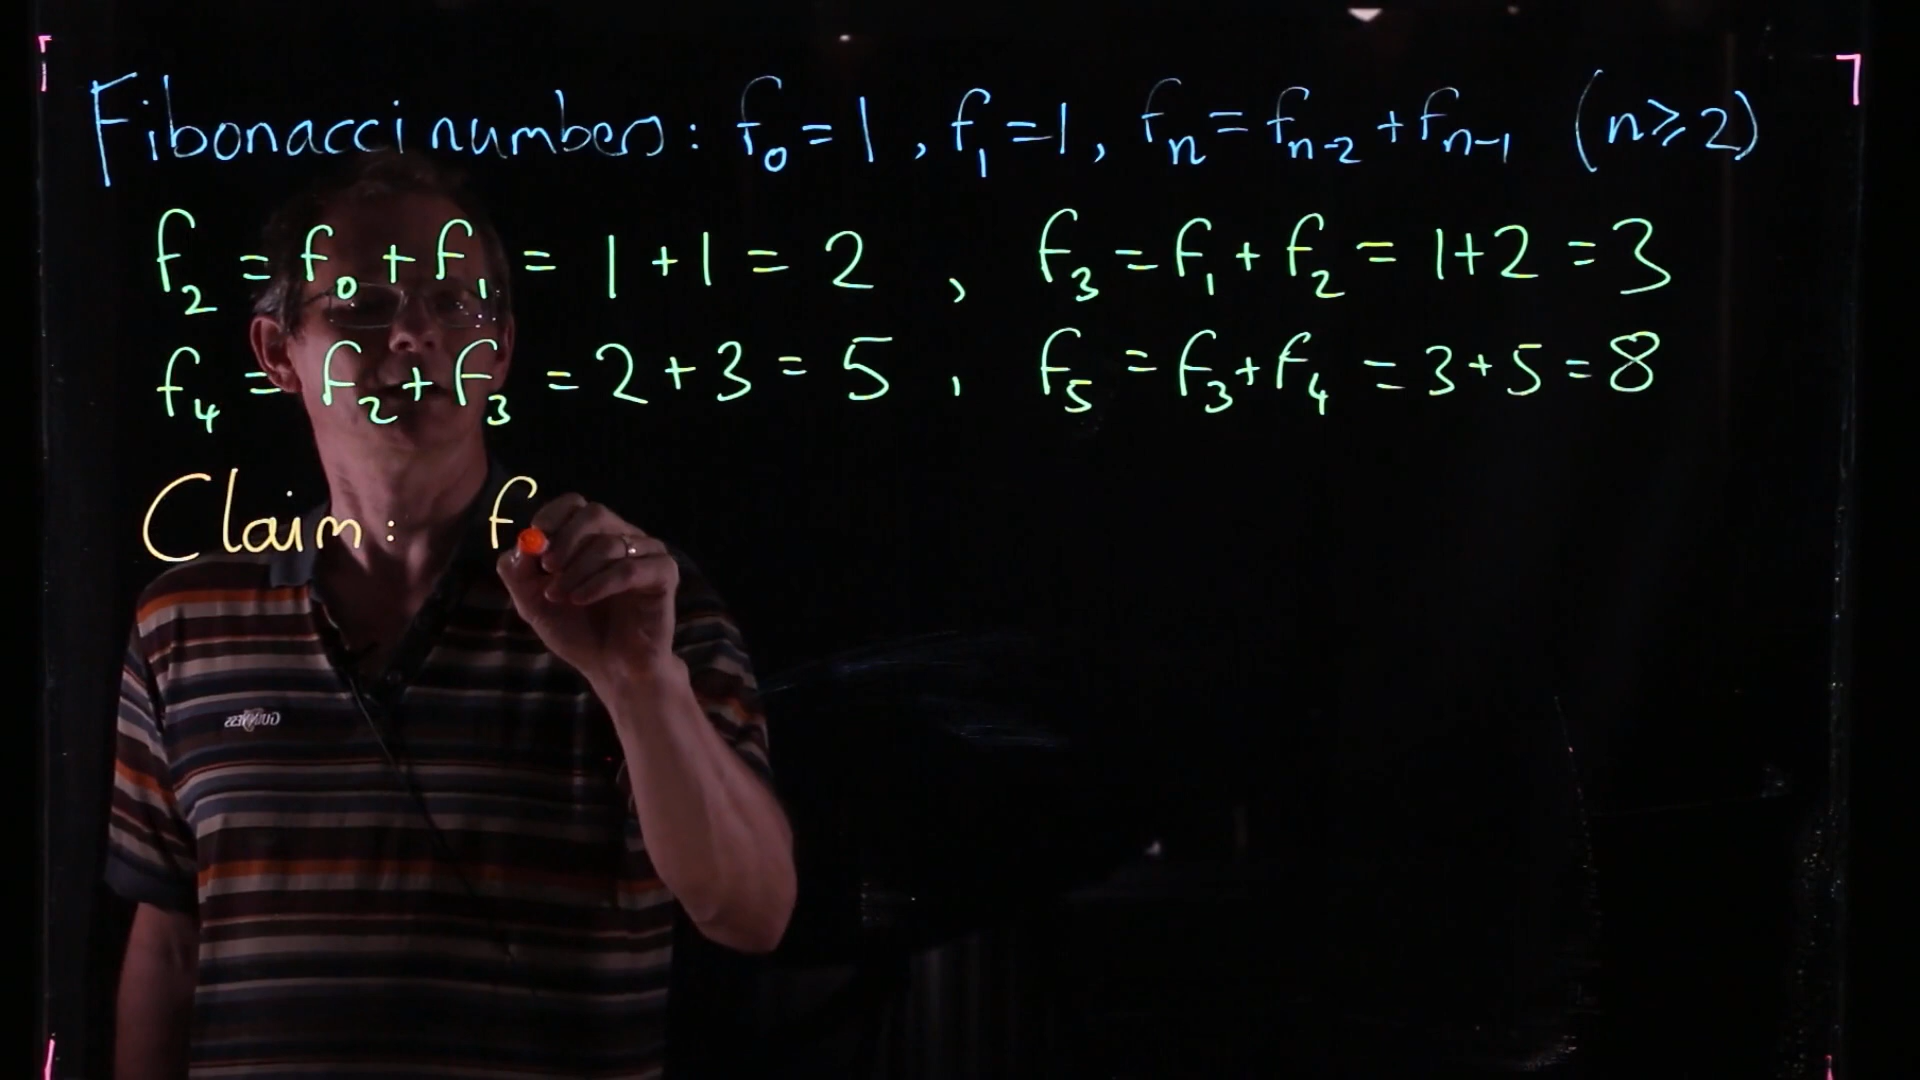 Fibonacci numbers: f₀ = 1, f₁ = 1, fₙ = fₙ₋₂ + fₙ₋₁ (n ⩾ 2)
f₂ = f₀ + f₁ = 1 + 1 = 2, f₃ = f₁ + f₂ = 1 + 2 = 3
f₄ = f₂ + f₃ = 2 + 3 = 5, f₅ = f₃ + f₄ = 3 + 5 = 8
Claim: f
GUINNESS